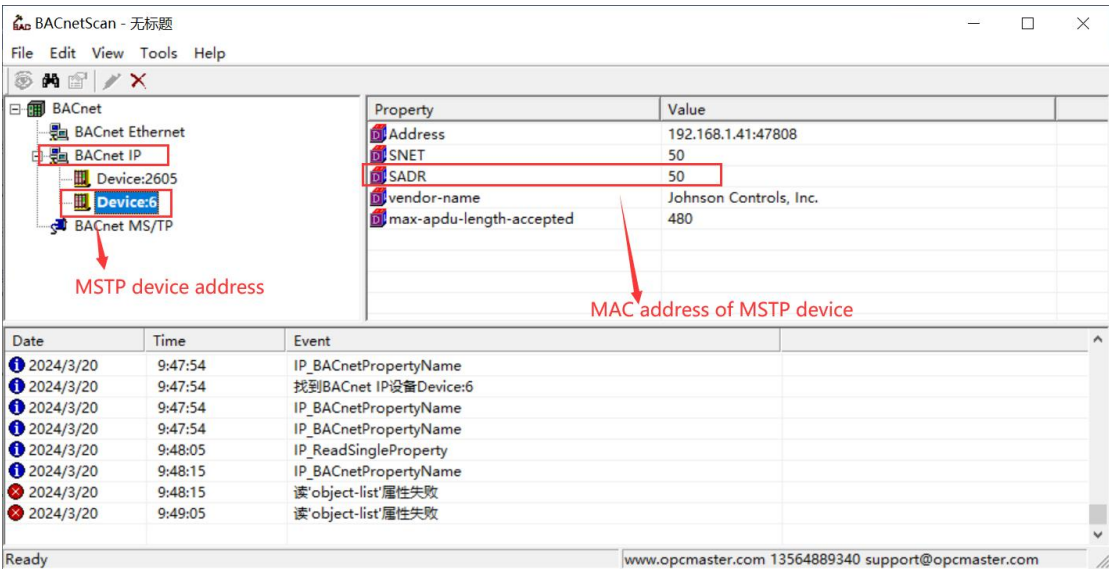 BACnetScan - 无标题
File Edit View Tools Help
BACnet
BACnet Ethernet
BACnet IP
Device:2605
Device:6
BACnet MS/TP
MSTP device address
Property Value
Address 192.168.1.41:47808
SNET 50
SADR 50
vendor-name Johnson Controls, Inc.
max-apdu-length-accepted 480
MAC address of MSTP device
Date Time Event
2024/3/20 9:47:54 IP_BACnetPropertyName
2024/3/20 9:47:54 找到BACnet IP设备Device:6
2024/3/20 9:47:54 IP_BACnetPropertyName
2024/3/20 9:47:54 IP_BACnetPropertyName
2024/3/20 9:48:05 IP_ReadSingleProperty
2024/3/20 9:48:15 IP_BACnetPropertyName
2024/3/20 9:48:15 读'object-list'属性失败
2024/3/20 9:49:05 读'object-list'属性失败
Ready www.opcmaster.com 13564889340 support@opcmaster.com